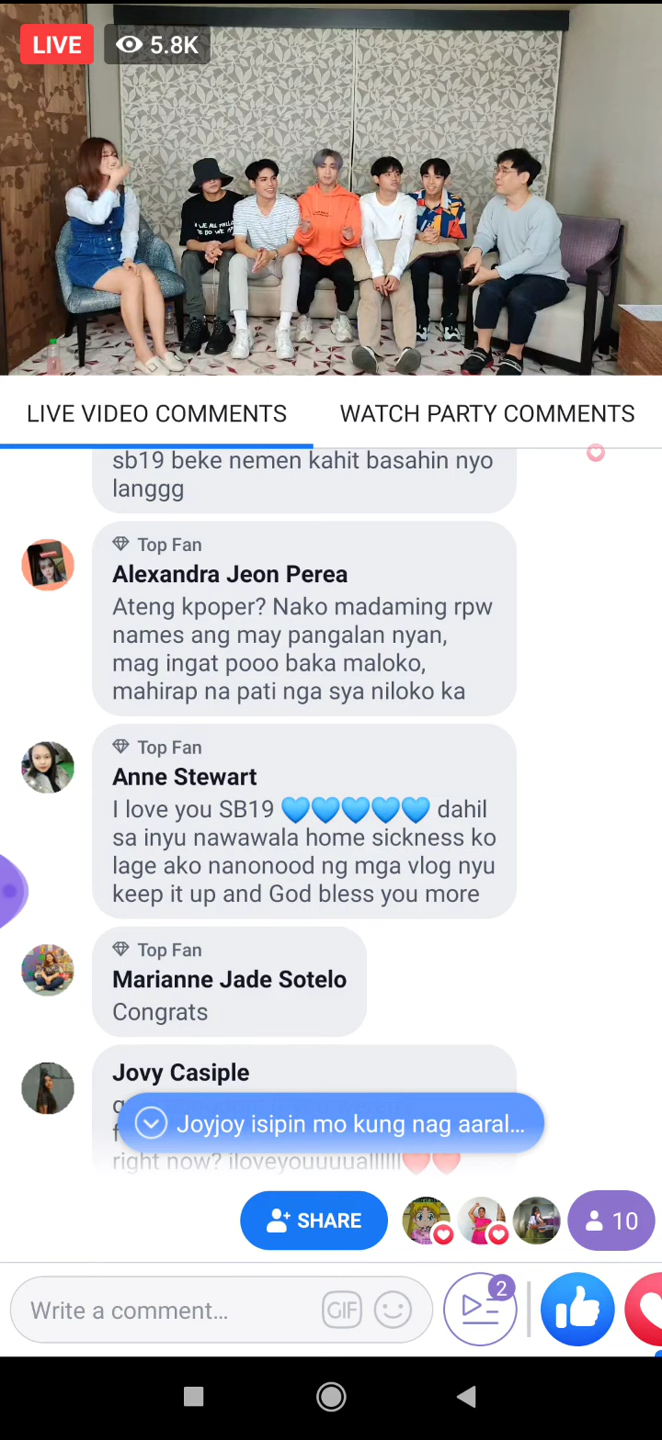 LIVE
5.8K
LIVE VIDEO COMMENTS
WATCH PARTY COMMENTS
sb19 beke nemen kahit basahin nyo
langgg
Top Fan
Alexandra Jeon Perea
Ateng kpoper? Nako madaming rpw
names ang may pangalan nyan,
mag ingat pooo baka maloko,
mahirap na pati nga sya niloko ka
Top Fan
Anne Stewart
I love you SB19 💙💙💙💙💙 dahil
sa inyu nawawala home sickness ko
lage ako nanonood ng mga vlog nyu
keep it up and God bless you more
Top Fan
Marianne Jade Sotelo
Congrats
Jovy Casiple
Joyjoy isipin mo kung nag aaral...
right now? iloveyouuuuallllll❤❤
SHARE
10
Write a comment...
GIF
2